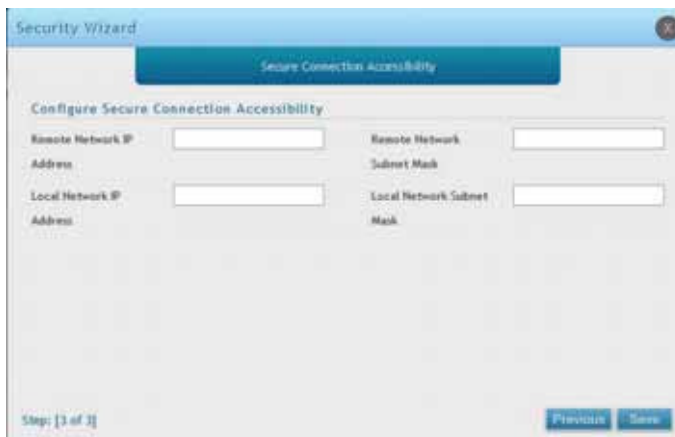 Security Wizard
X
Secure Connection Accessibility
Configure Secure Connection Accessibility
Remote Network IP
Address
Remote Network
Subnet Mask
Local Network IP
Address
Local Network Subnet
Mask
Step: [3 of 3]
Previous
Save